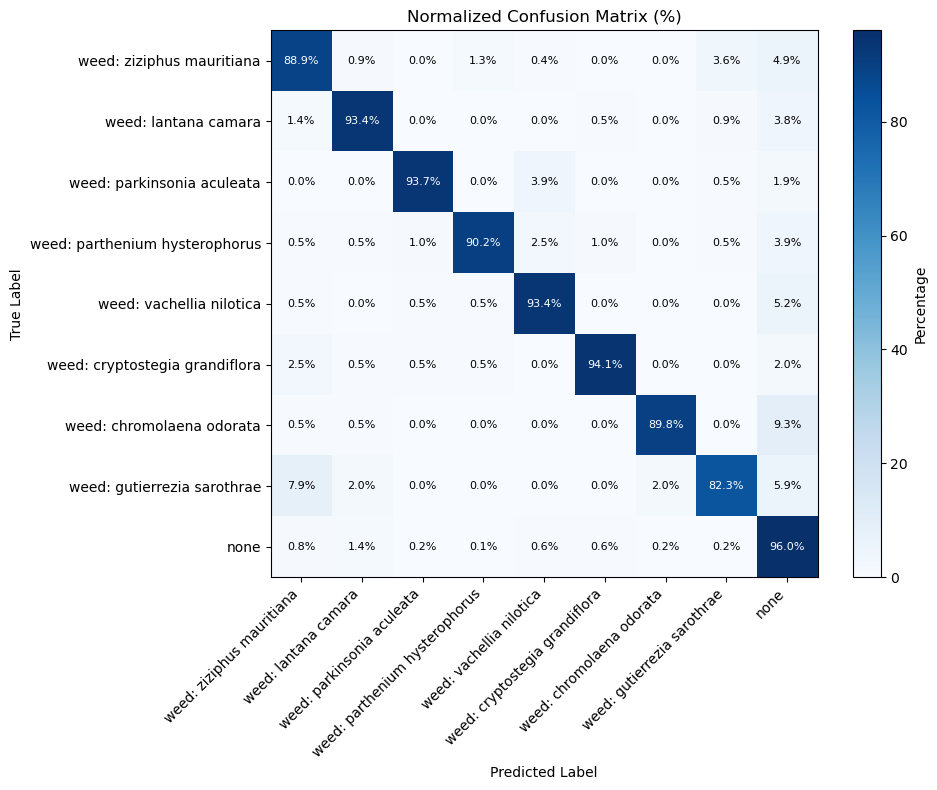 Normalized Confusion Matrix (%)
weed: ziziphus mauritiana 88.9% 0.9% 0.0% 1.3% 0.4% 0.0% 0.0% 3.6% 4.9%
weed: lantana camara 1.4% 93.4% 0.0% 0.0% 0.0% 0.5% 0.0% 0.9% 3.8%
weed: parkinsonia aculeata 0.0% 0.0% 93.7% 0.0% 3.9% 0.0% 0.0% 0.5% 1.9%
weed: parthenium hysterophorus 0.5% 0.5% 1.0% 90.2% 2.5% 1.0% 0.0% 0.5% 3.9%
weed: vachellia nilotica 0.5% 0.0% 0.5% 0.5% 93.4% 0.0% 0.0% 0.0% 5.2%
weed: cryptostegia grandiflora 2.5% 0.5% 0.5% 0.5% 0.0% 94.1% 0.0% 0.0% 2.0%
weed: chromolaena odorata 0.5% 0.5% 0.0% 0.0% 0.0% 0.0% 89.8% 0.0% 9.3%
weed: gutierrezia sarothrae 7.9% 2.0% 0.0% 0.0% 0.0% 0.0% 2.0% 82.3% 5.9%
none 0.8% 1.4% 0.2% 0.1% 0.6% 0.6% 0.2% 0.2% 96.0%
True Label
weed: ziziphus mauritiana
weed: lantana camara
weed: parkinsonia aculeata
weed: parthenium hysterophorus
weed: vachellia nilotica
weed: cryptostegia grandiflora
weed: chromolaena odorata
weed: gutierrezia sarothrae
none
Predicted Label
80
60
40
20
0
Percentage